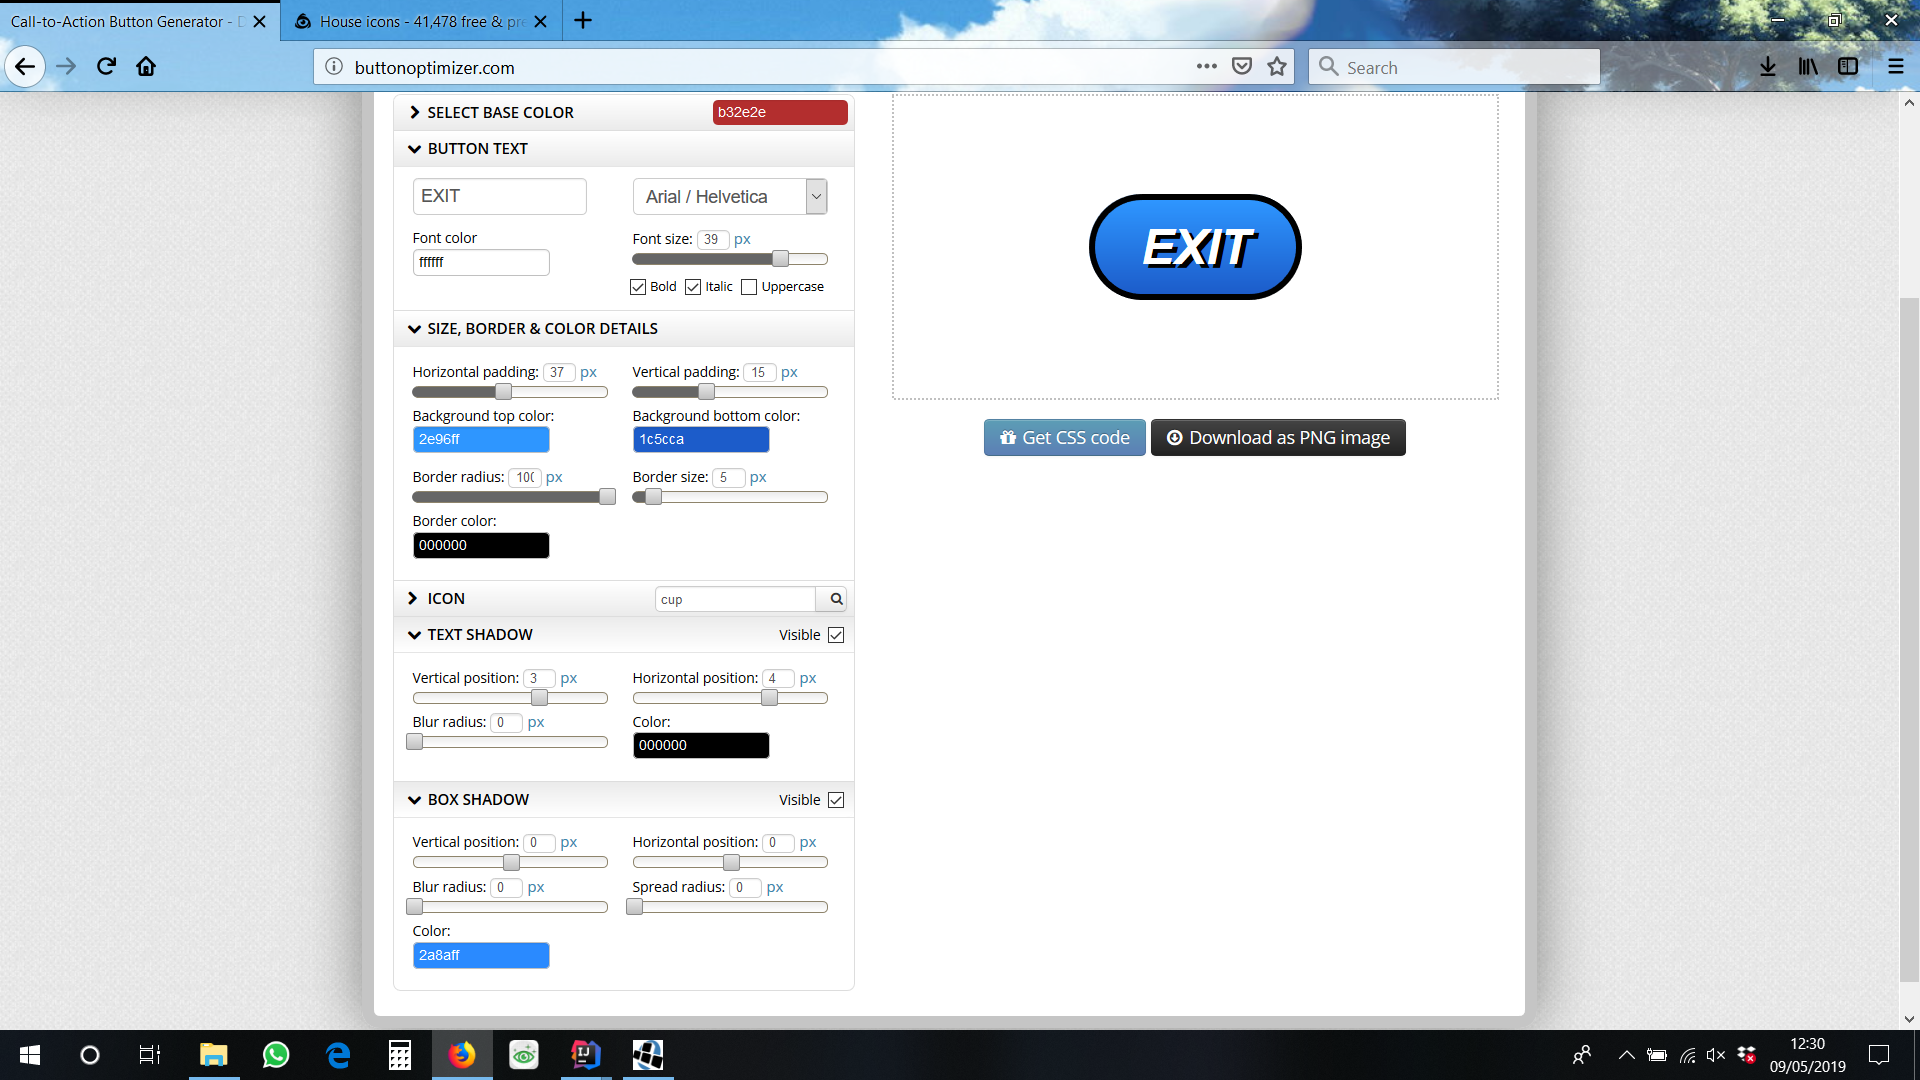 Call-to-Action Button Generator - D
House icons - 41,478 free & pre
buttonoptimizer.com
Search
SELECT BASE COLOR
b32e2e
BUTTON TEXT
EXIT
Arial / Helvetica
Font color
Font size: 39 px
ffffff
Bold Italic Uppercase
SIZE, BORDER & COLOR DETAILS
Horizontal padding: 37 px
Vertical padding: 15 px
Background top color:
Background bottom color:
2e96ff
1c5cca
Border radius: 100 px
Border size: 5 px
Border color:
000000
ICON
cup
TEXT SHADOW
Visible
Vertical position: 3 px
Horizontal position: 4 px
Blur radius: 0 px
Color:
000000
BOX SHADOW
Visible
Vertical position: 0 px
Horizontal position: 0 px
Blur radius: 0 px
Spread radius: 0 px
Color:
2a8aff
EXIT
Get CSS code
Download as PNG image
IJ
12:30
09/05/2019